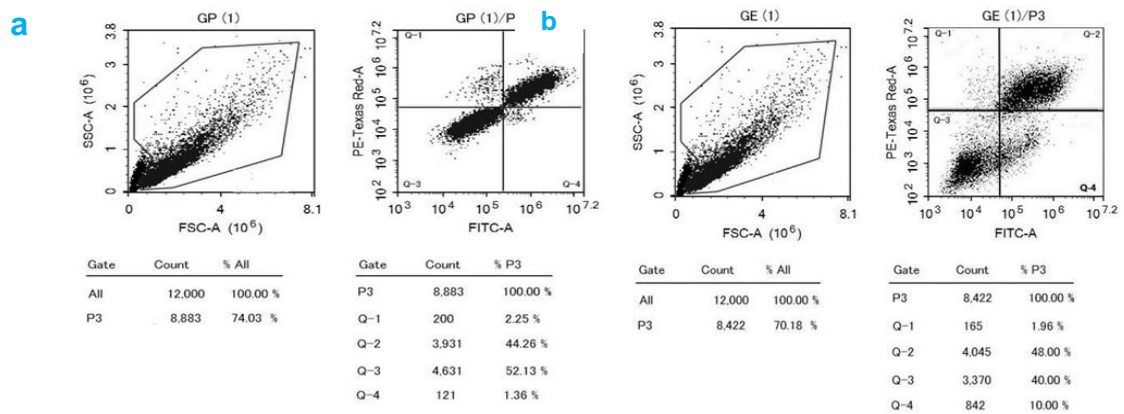 a
GP (1)
3.8
3
2
1
0
SSC-A (10^6)
0
4
8.1
FSC-A (10^6)
GP (1)/P
Q-1
Q-3
Q-4
10^7.2
10^6
10^5
10^4
10^3
10^2
PE-Texas Red-A
10^3
10^4
10^5
10^6
10^7.2
FITC-A
Gate Count % All
All 12,000 100.00 %
P3 8,883 74.03 %
Gate Count % P3
P3 8,883 100.00 %
Q-1 200 2.25 %
Q-2 3,931 44.26 %
Q-3 4,631 52.13 %
Q-4 121 1.36 %
b
GE (1)
3.8
3
2
1
0
SSC-A (10^6)
0
4
8.1
FSC-A (10^6)
GE (1)/P3
Q-1
Q-2
Q-3
Q-4
10^7.2
10^6
10^5
10^4
10^3
10^2
PE-Texas Red-A
10^3
10^4
10^5
10^6
10^7.2
FITC-A
Gate Count % All
All 12,000 100.00 %
P3 8,422 70.18 %
Gate Count % P3
P3 8,422 100.00 %
Q-1 165 1.96 %
Q-2 4,045 48.00 %
Q-3 3,370 40.00 %
Q-4 842 10.00 %